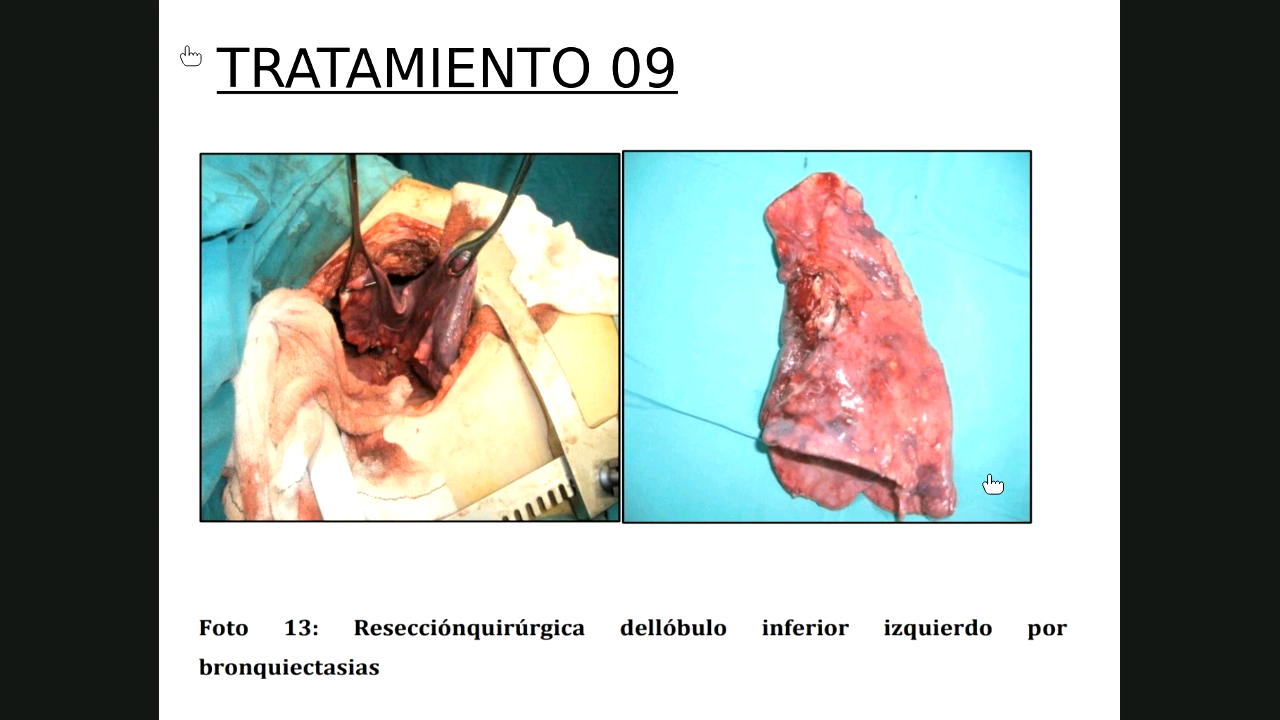 TRATAMIENTO 09
Foto 13: Resecciónquirúrgica dellóbulo inferior izquierdo por
bronquiectasias